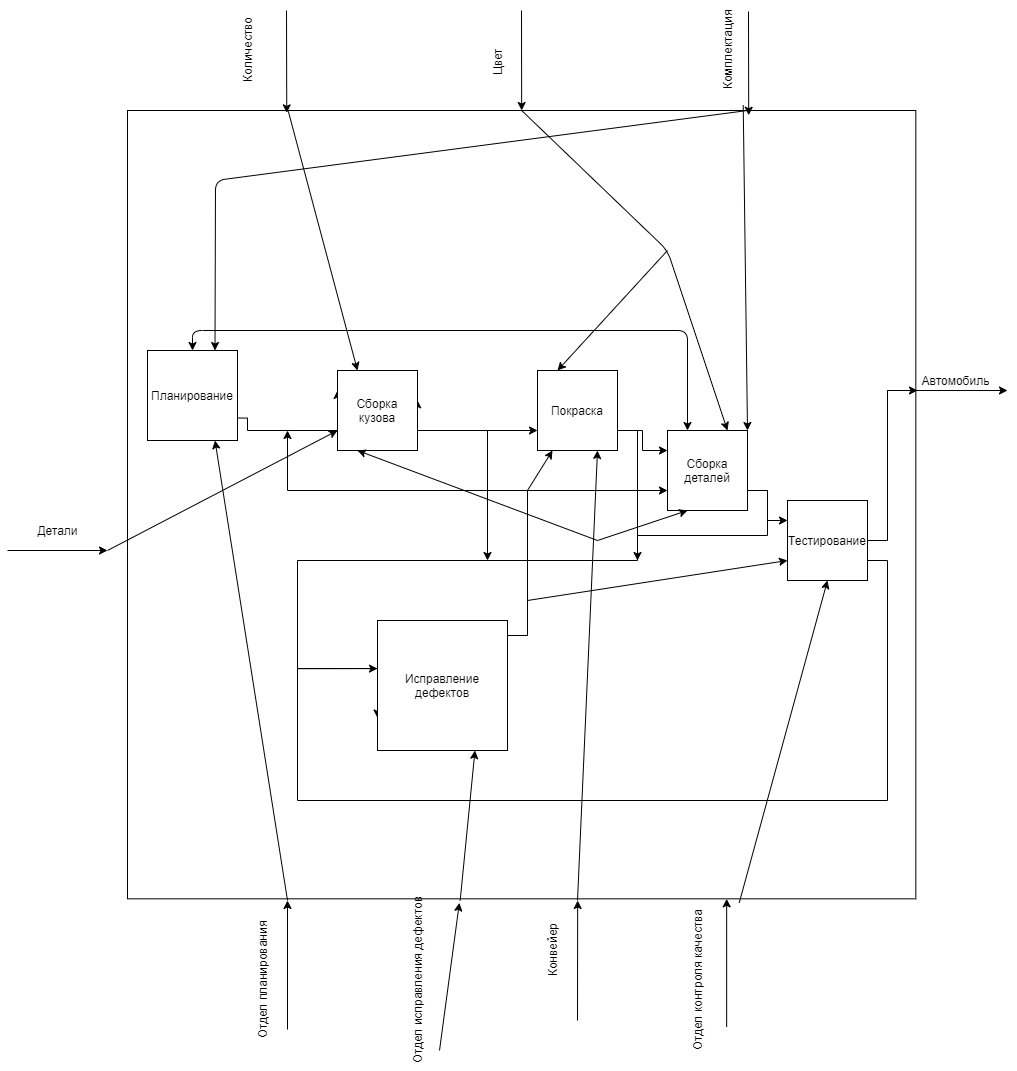 Количество
Цвет
Комплектация
Автомобиль
Планирование
Сборка
кузова
Покраска
Сборка
деталей
Детали
Тестирование
Исправление
дефектов
Отдел планирования
Отдел исправления дефектов
Конвейер
Отдел контроля качества